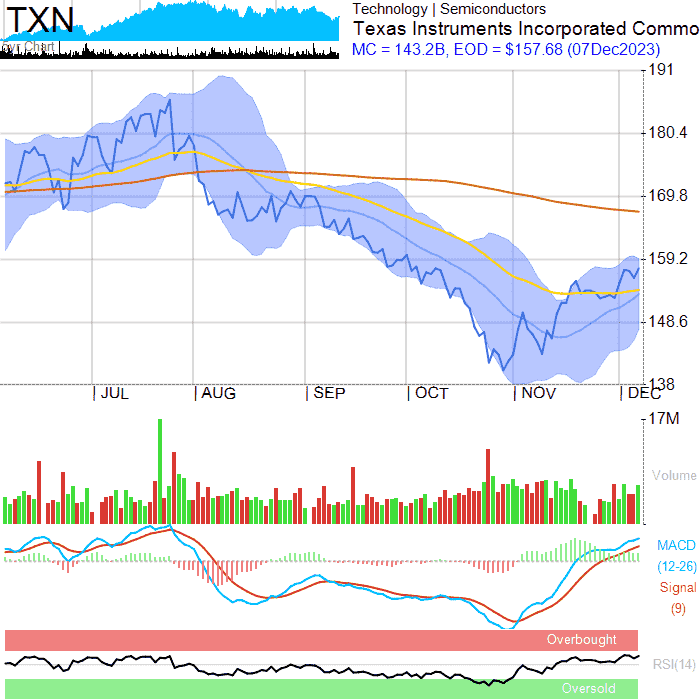 TXN
5yr Chart
Technology | Semiconductors
Texas Instruments Incorporated Commo
MC = 143.2B, EOD = $157.68 (07Dec2023)
191
180.4
169.8
159.2
148.6
138
JUL
AUG
SEP
OCT
NOV
DEC
17M
Volume
MACD
(12-26)
Signal
(9)
Overbought
RSI(14)
Oversold